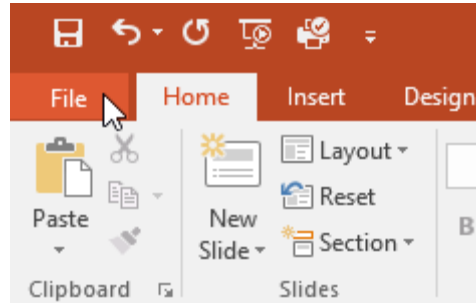 File Home Insert Design
Layout
Reset
Paste New
Slide Section
B
Clipboard Slides